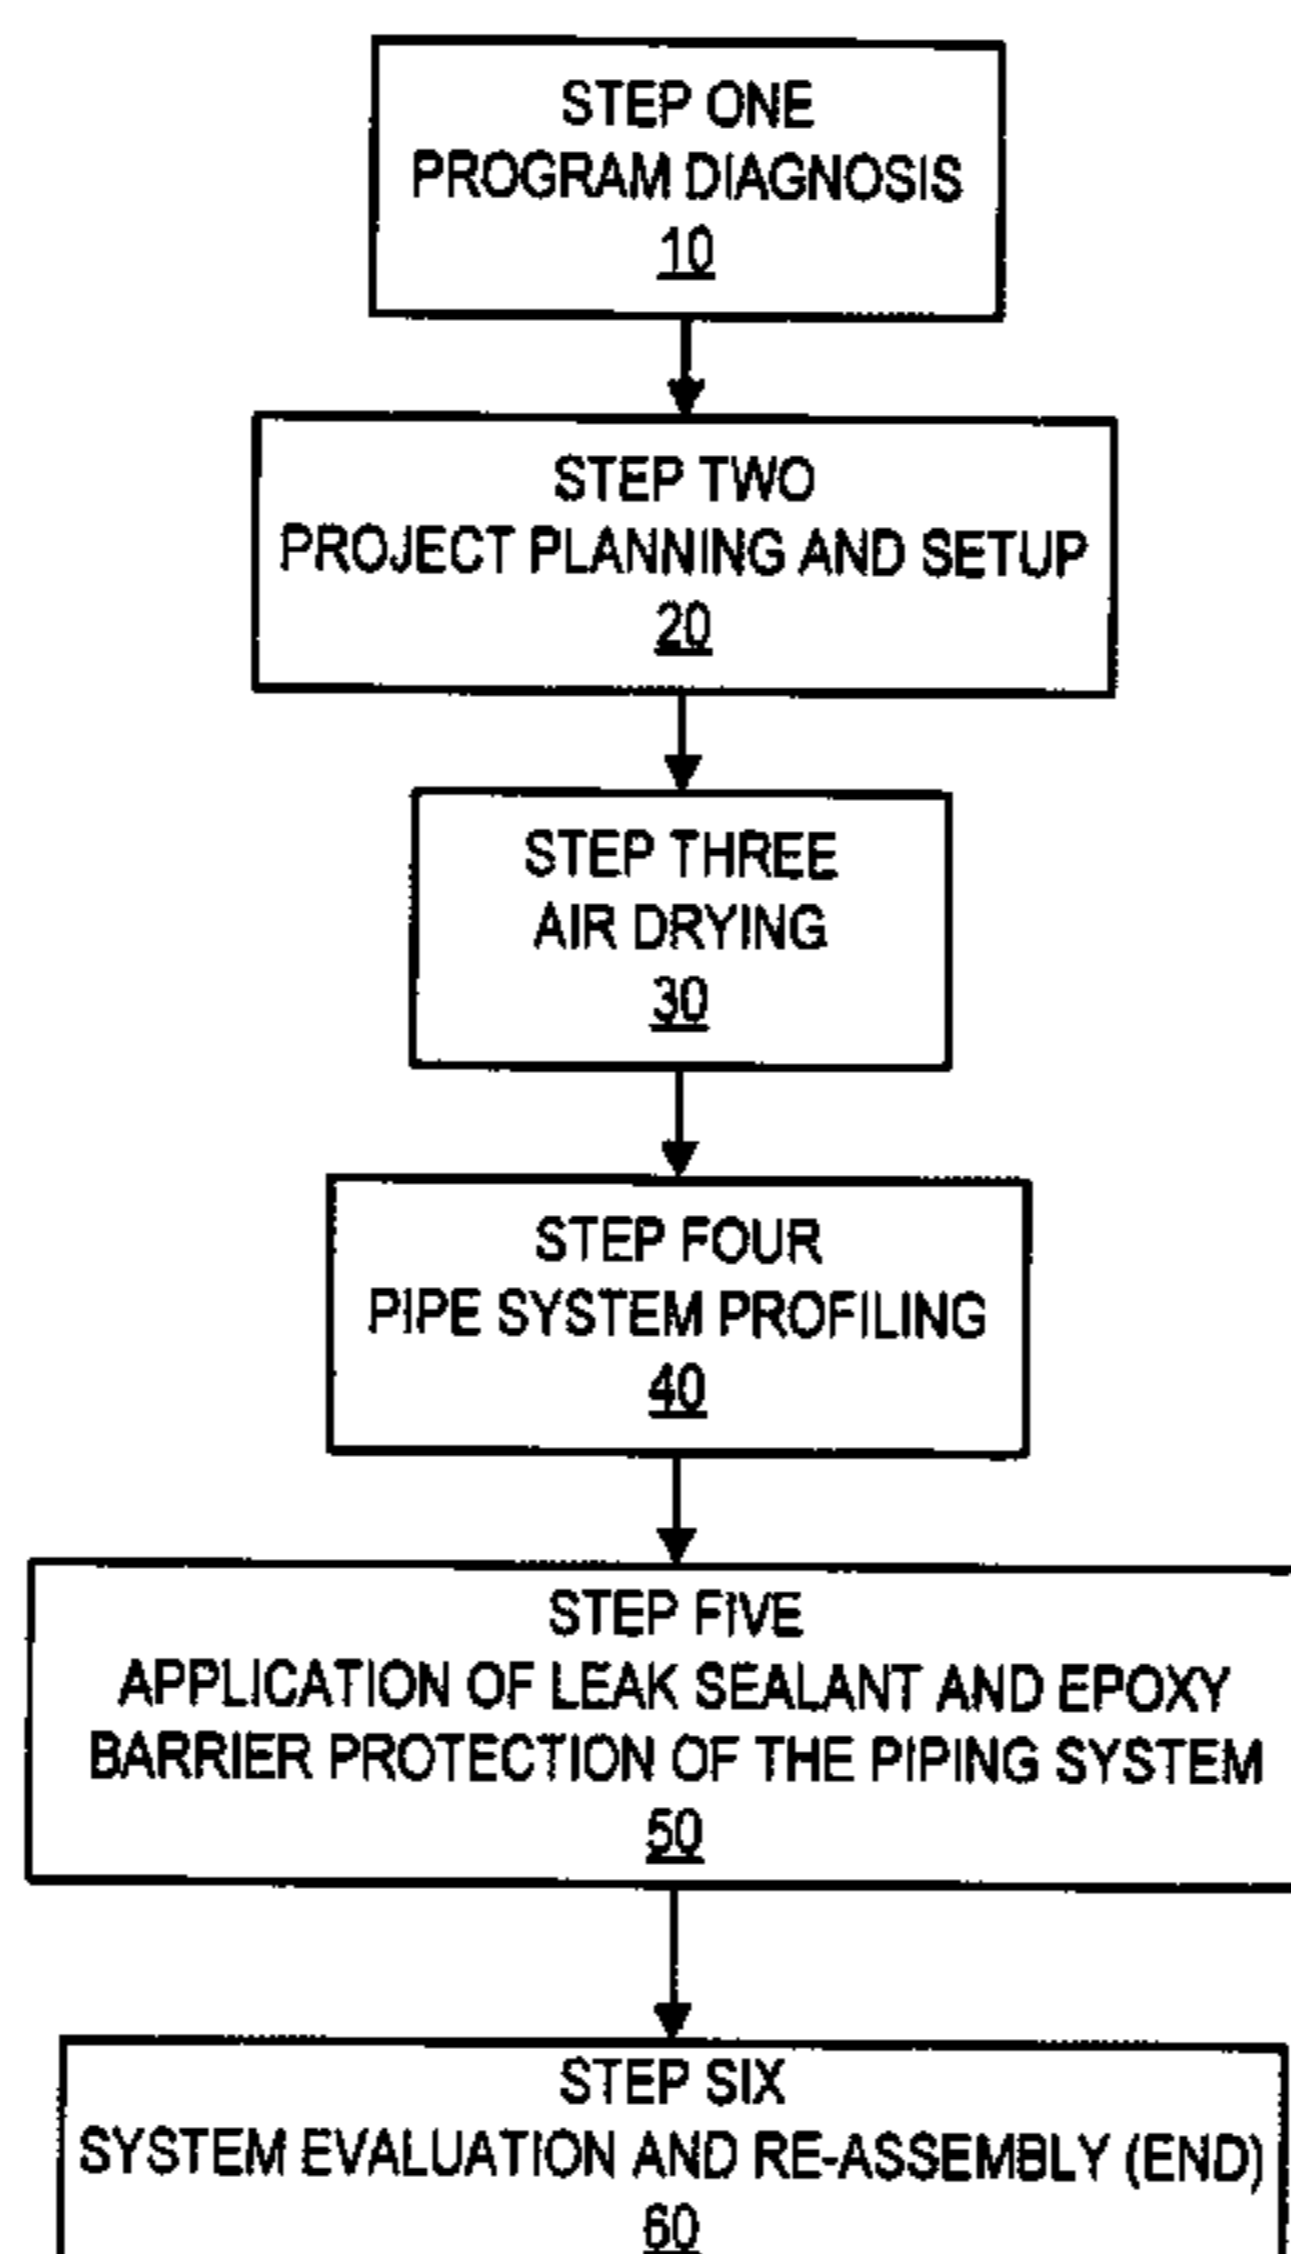 STEP ONE
PROGRAM DIAGNOSIS
10
STEP TWO
PROJECT PLANNING AND SETUP
20
STEP THREE
AIR DRYING
30
STEP FOUR
PIPE SYSTEM PROFILING
40
STEP FIVE
APPLICATION OF LEAK SEALANT AND EPOXY
BARRIER PROTECTION OF THE PIPING SYSTEM
50
STEP SIX
SYSTEM EVALUATION AND RE-ASSEMBLY (END)
60